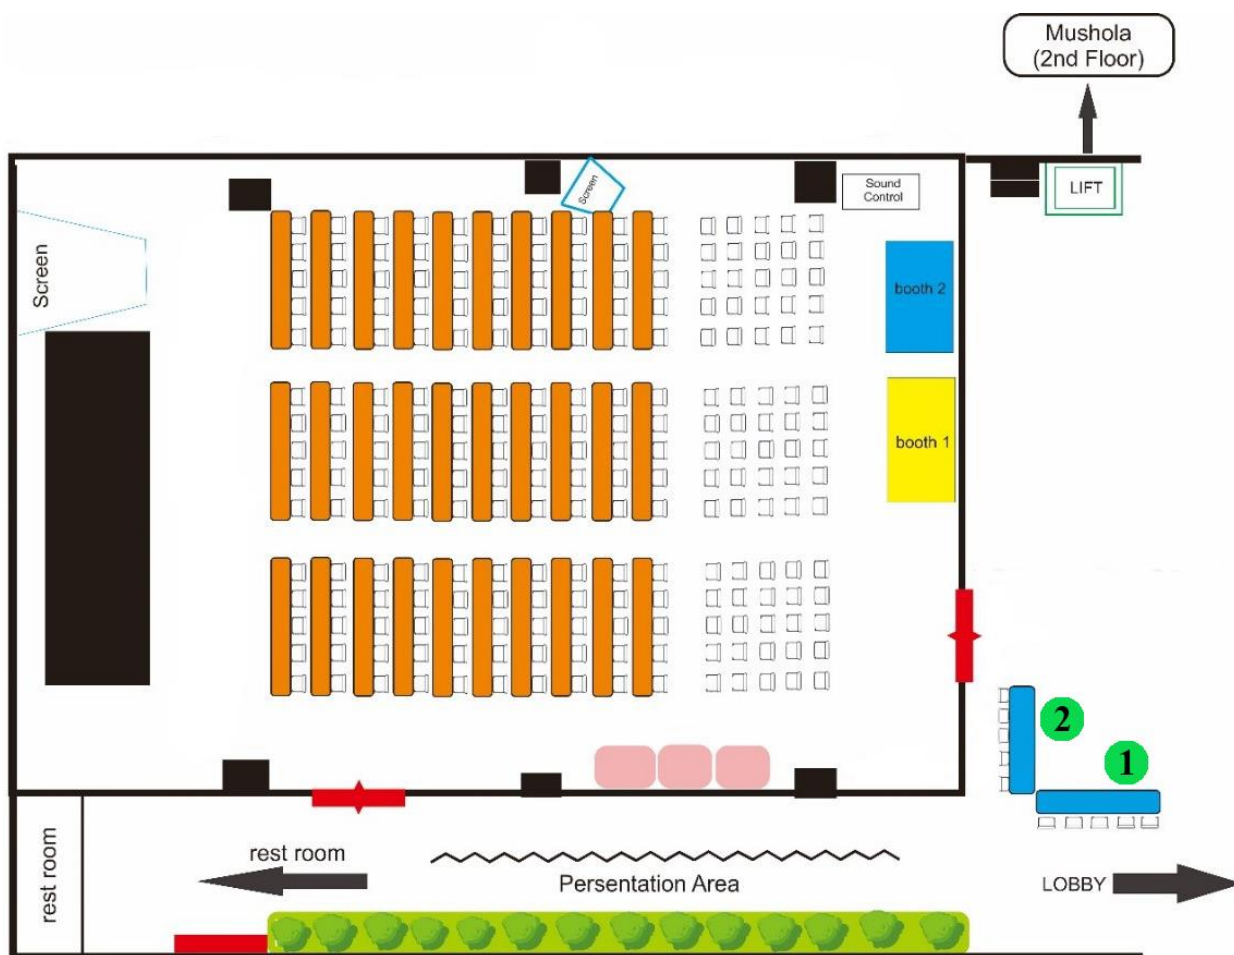 Mushola
(2nd Floor)
Screen
Screen
Sound
Control
LIFT
booth 2
booth 1
2
1
rest room
rest room
Persentation Area
LOBBY